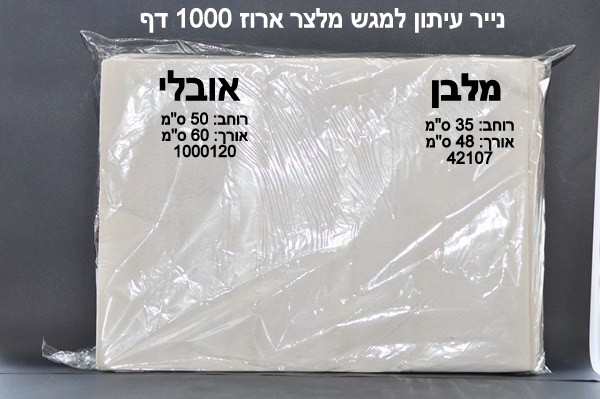 נייר עיתון למגש מלצר ארוז 1000 דף
מלבן
רוחב: 35 ס"מ
אורך: 48 ס"מ
42107
אובלי
רוחב: 50 ס"מ
אורך: 60 ס"מ
1000120